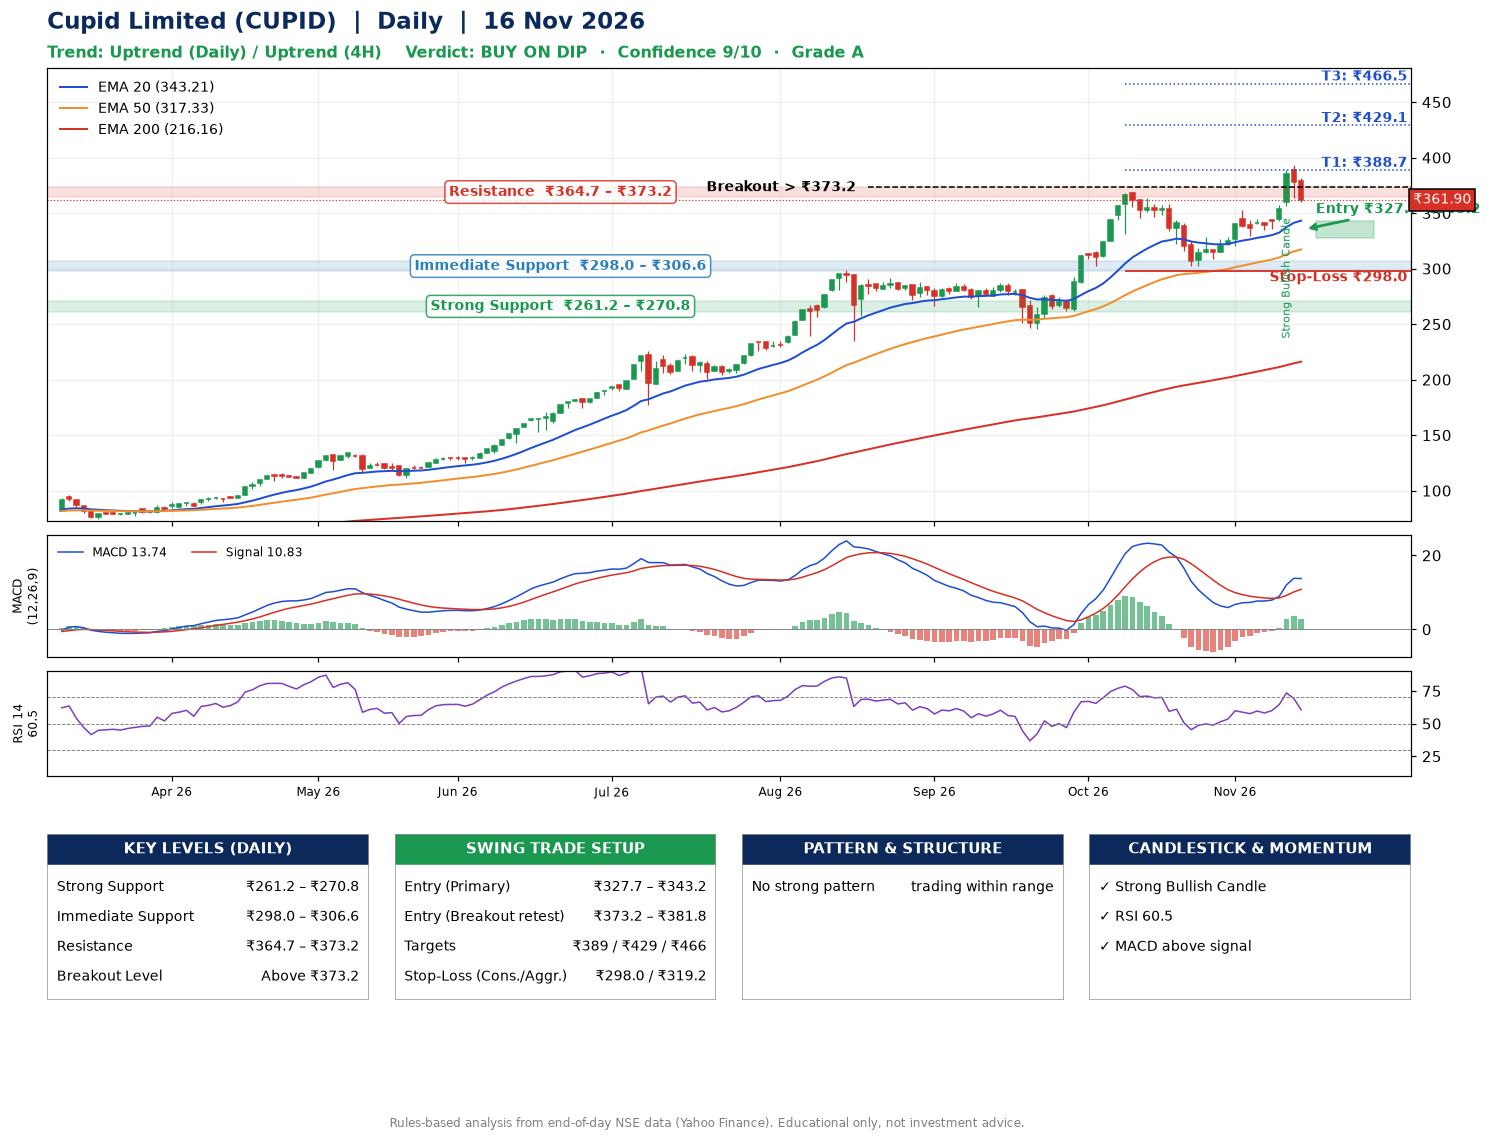 Cupid Limited (CUPID) | Daily | 16 Nov 2026
Trend: Uptrend (Daily) / Uptrend (4H) Verdict: BUY ON DIP · Confidence 9/10 · Grade A
EMA 20 (343.21)
EMA 50 (317.33)
EMA 200 (216.16)
T3: ₹466.5
T2: ₹429.1
T1: ₹388.7
Resistance ₹364.7 – ₹373.2
Breakout > ₹373.2
₹361.90
Entry ₹327.
Immediate Support ₹298.0 – ₹306.6
Stop-Loss ₹298.0
Strong Support ₹261.2 – ₹270.8
Strong Bullish Candle
450
400
350
300
250
200
150
100
MACD 13.74 Signal 10.83
MACD
(12,26,9)
20
0
RSI 14
60.5
75
50
25
Apr 26 May 26 Jun 26 Jul 26 Aug 26 Sep 26 Oct 26 Nov 26
KEY LEVELS (DAILY)
Strong Support ₹261.2 – ₹270.8
Immediate Support ₹298.0 – ₹306.6
Resistance ₹364.7 – ₹373.2
Breakout Level Above ₹373.2
SWING TRADE SETUP
Entry (Primary) ₹327.7 – ₹343.2
Entry (Breakout retest) ₹373.2 – ₹381.8
Targets ₹389 / ₹429 / ₹466
Stop-Loss (Cons./Aggr.) ₹298.0 / ₹319.2
PATTERN & STRUCTURE
No strong pattern trading within range
CANDLESTICK & MOMENTUM
✓ Strong Bullish Candle
✓ RSI 60.5
✓ MACD above signal
Rules-based analysis from end-of-day NSE data (Yahoo Finance). Educational only, not investment advice.